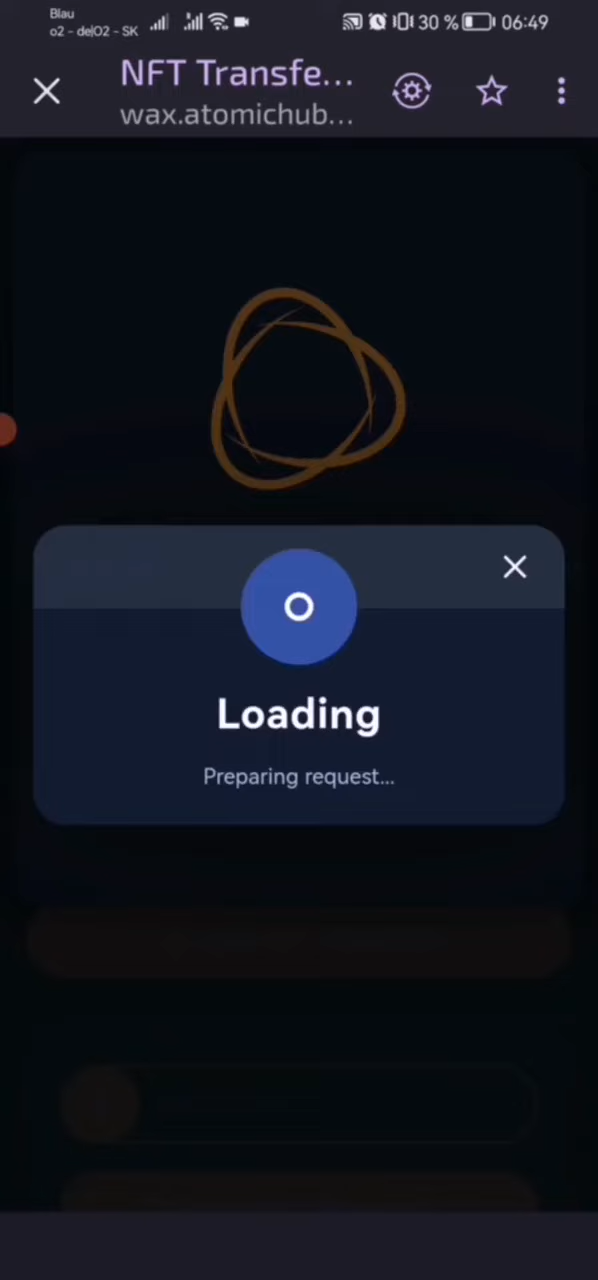 Blau
o2 - de|O2 - SK
30 %
06:49
NFT Transfe...
wax.atomichub...
Loading
Preparing request...